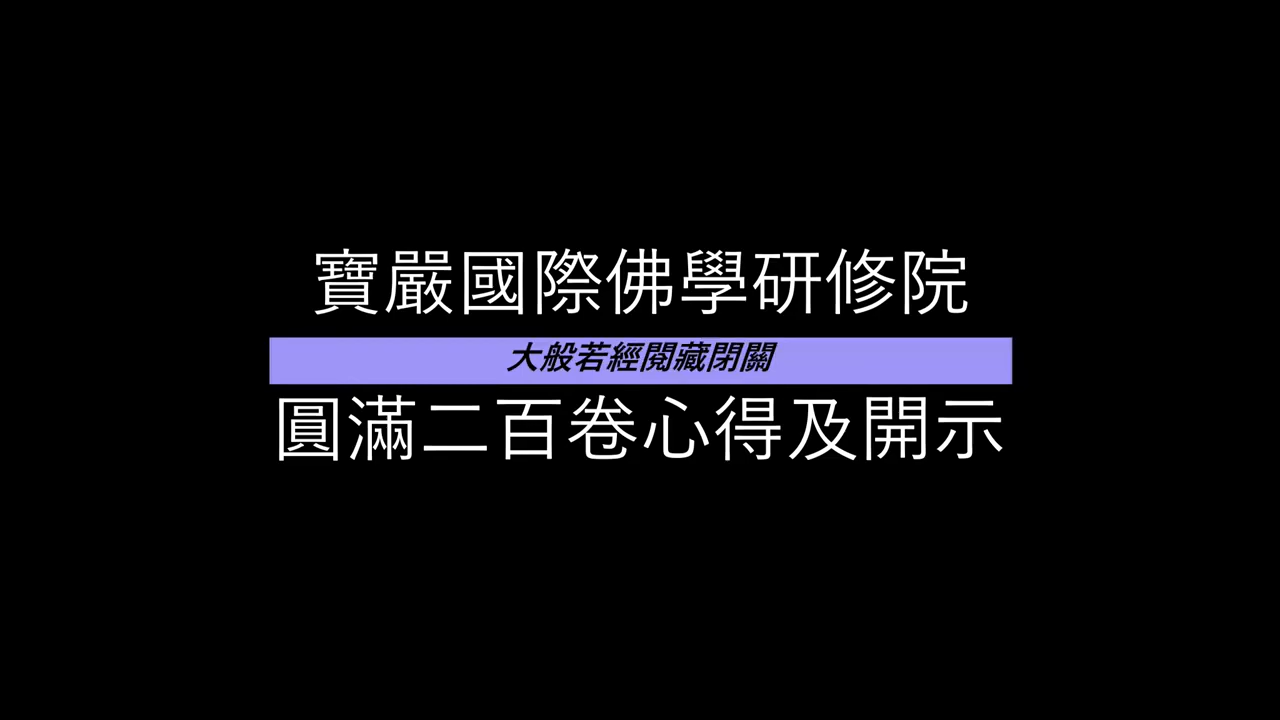 寶嚴國際佛學研修院
大般若經閱藏閉關
圓滿二百卷心得及開示